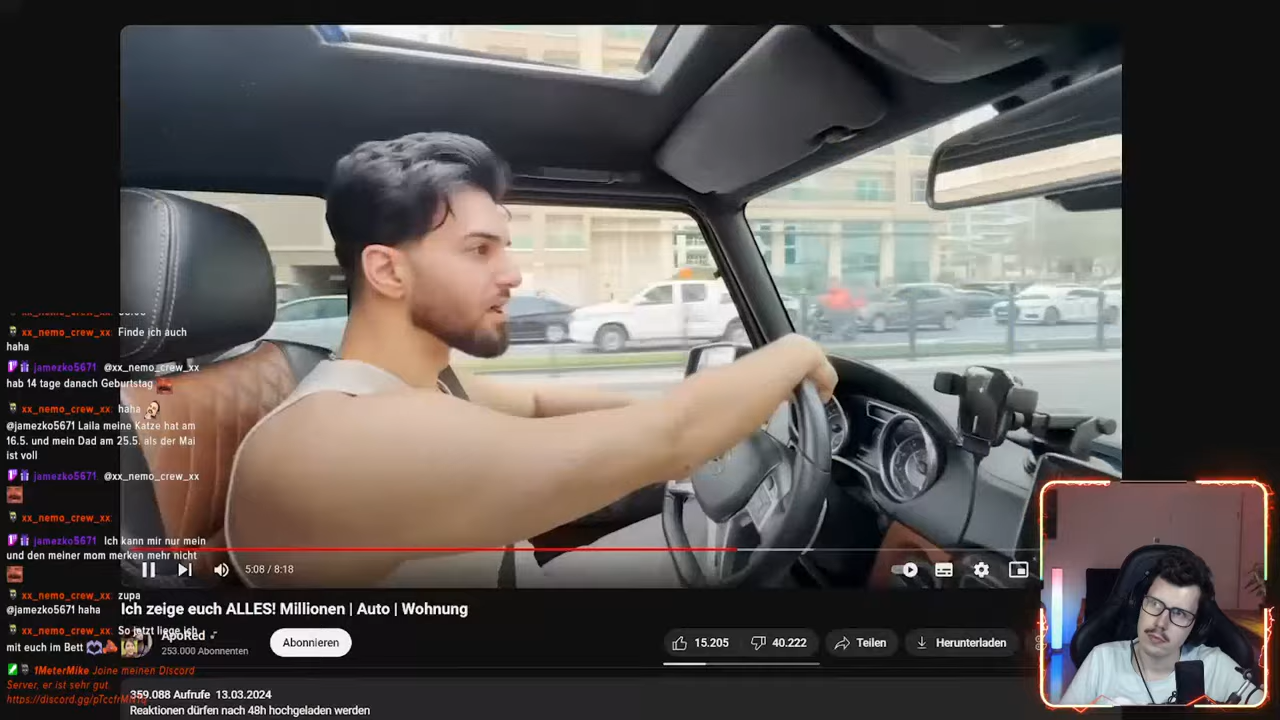 xx_nemo_crew_xx: Finde ich auch
haha
jamezko5671 @xx_nemo_crew_xx
hab 14 tage danach Geburtstag
xx_nemo_crew_xx: haha
@jamezko5671 Laila meine Katze hat am
16.5. und mein Dad am 25.5. als der Mai
ist voll
jamezko5671 @xx_nemo_crew_xx
xx_nemo_crew_xx:
jamezko5671 Ich kann mir nur mein
und den meiner mom merken mehr nicht
xx_nemo_crew_xx: zupa
@jamezko5671 haha
xx_nemo_crew_xx: So jetzt liege ich
mit euch im Bett
1MeterMike Joine meinen Discord
Server, er ist sehr gut.
5:08 / 8:18
Ich zeige euch ALLES! Millionen | Auto | Wohnung
ApoRed
253.000 Abonnenten
Abonnieren
15.205
40.222
Teilen
Herunterladen
359.088 Aufrufe 13.03.2024
Reaktionen dürfen nach 48h hochgeladen werden